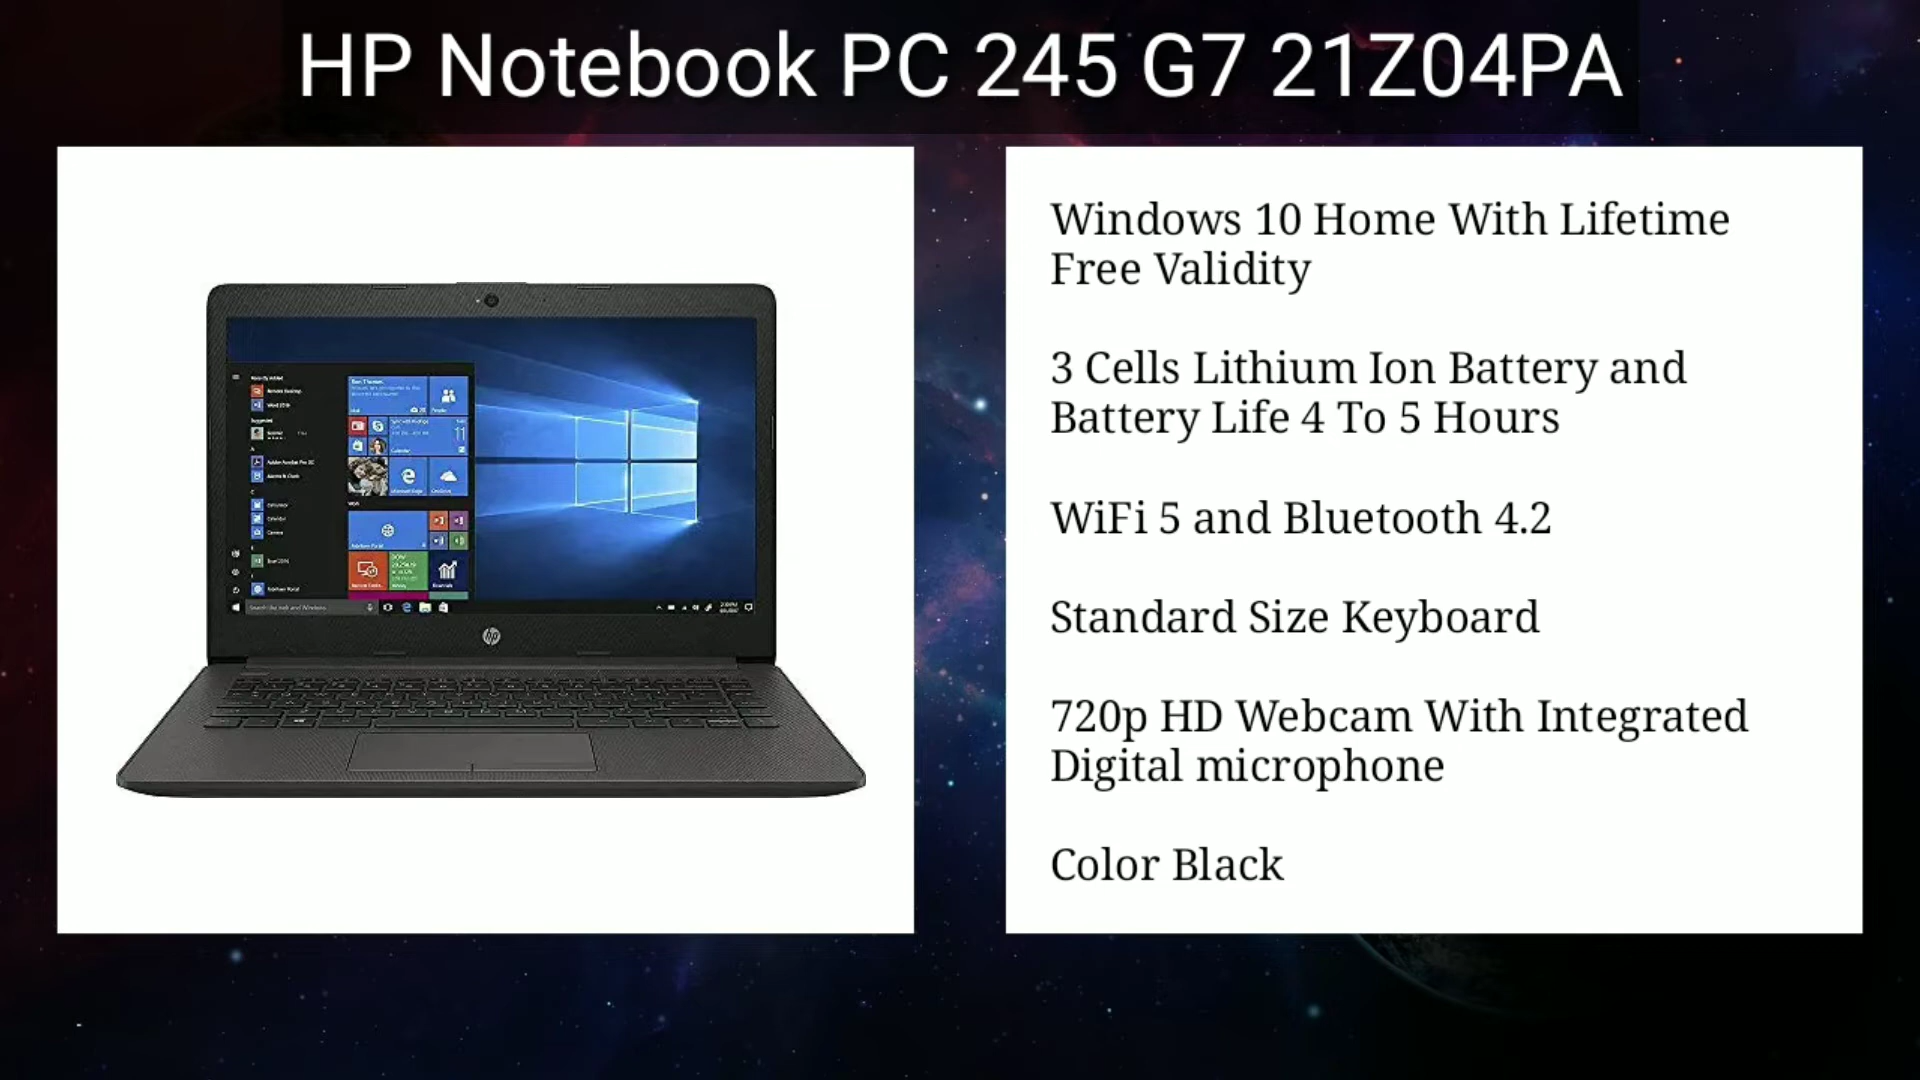 HP Notebook PC 245 G7 21Z04PA
Windows 10 Home With Lifetime
Free Validity
3 Cells Lithium Ion Battery and
Battery Life 4 To 5 Hours
WiFi 5 and Bluetooth 4.2
Standard Size Keyboard
720p HD Webcam With Integrated
Digital microphone
Color Black
hp